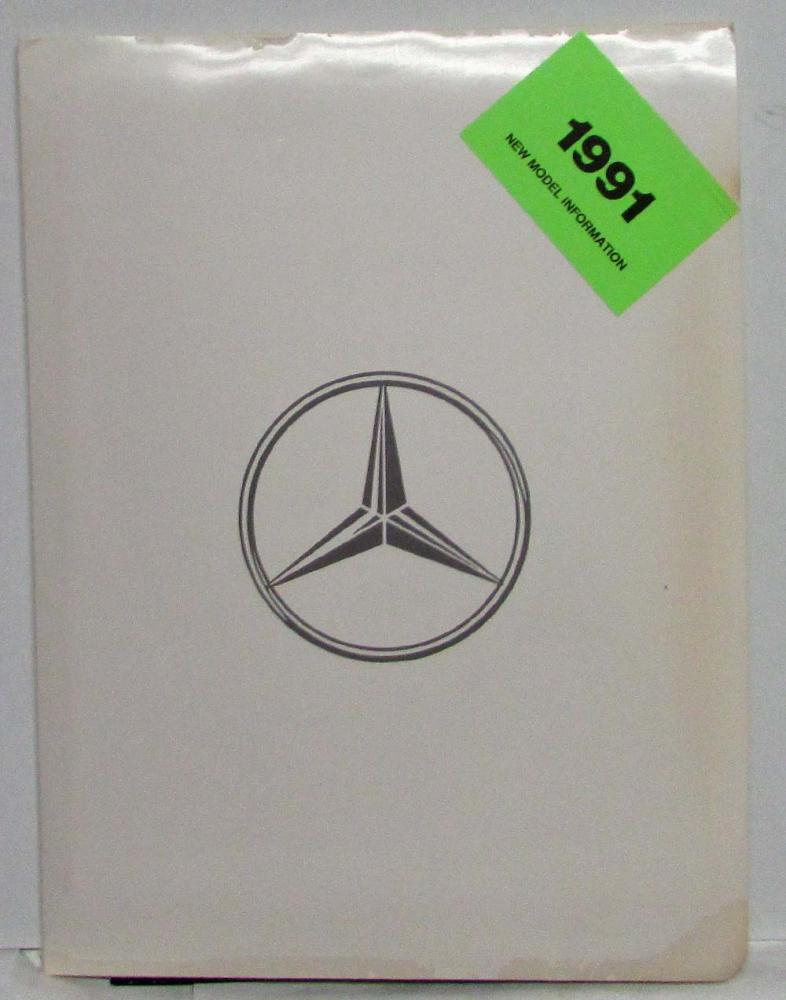 1991
NEW MODEL INFORMATION